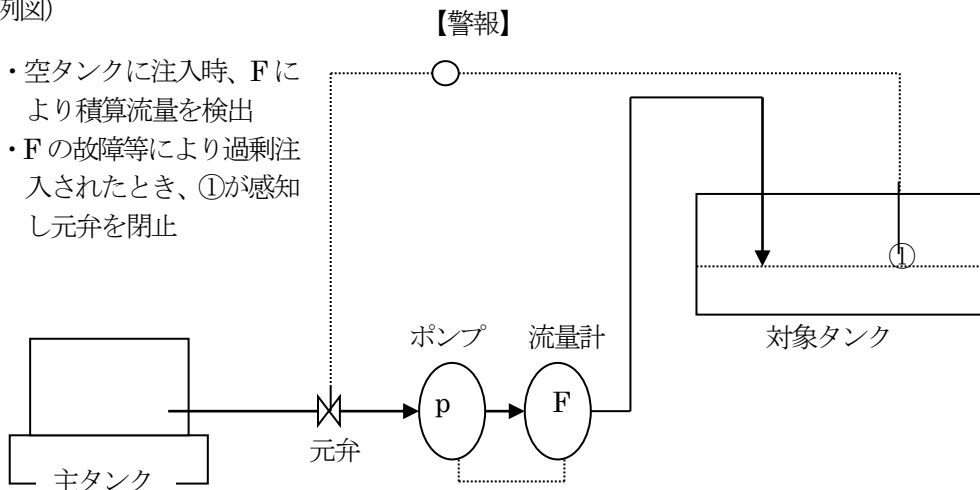 列図）
【警報】
・空タンクに注入時、Fに
より積算流量を検出
・Fの故障等により過剰注
入されたとき、①が感知
し元弁を閉止
①
ポンプ
流量計
対象タンク
p
F
元弁
主タンク